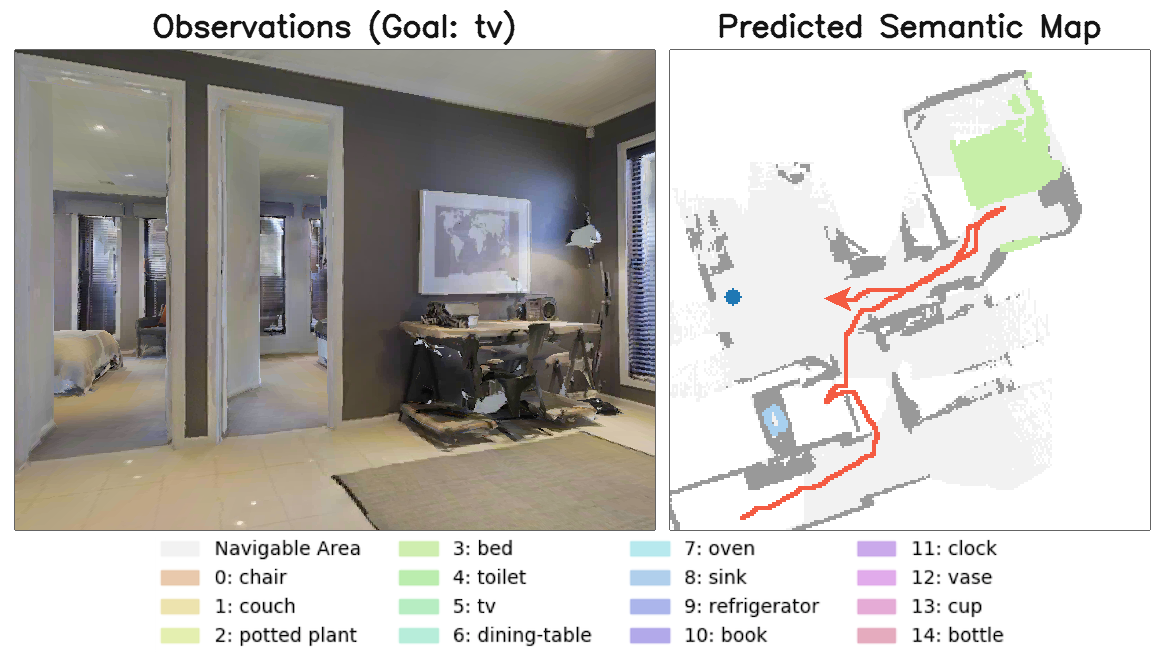 Observations (Goal: tv)
Predicted Semantic Map
Navigable Area
0: chair
1: couch
2: potted plant
3: bed
4: toilet
5: tv
6: dining-table
7: oven
8: sink
9: refrigerator
10: book
11: clock
12: vase
13: cup
14: bottle